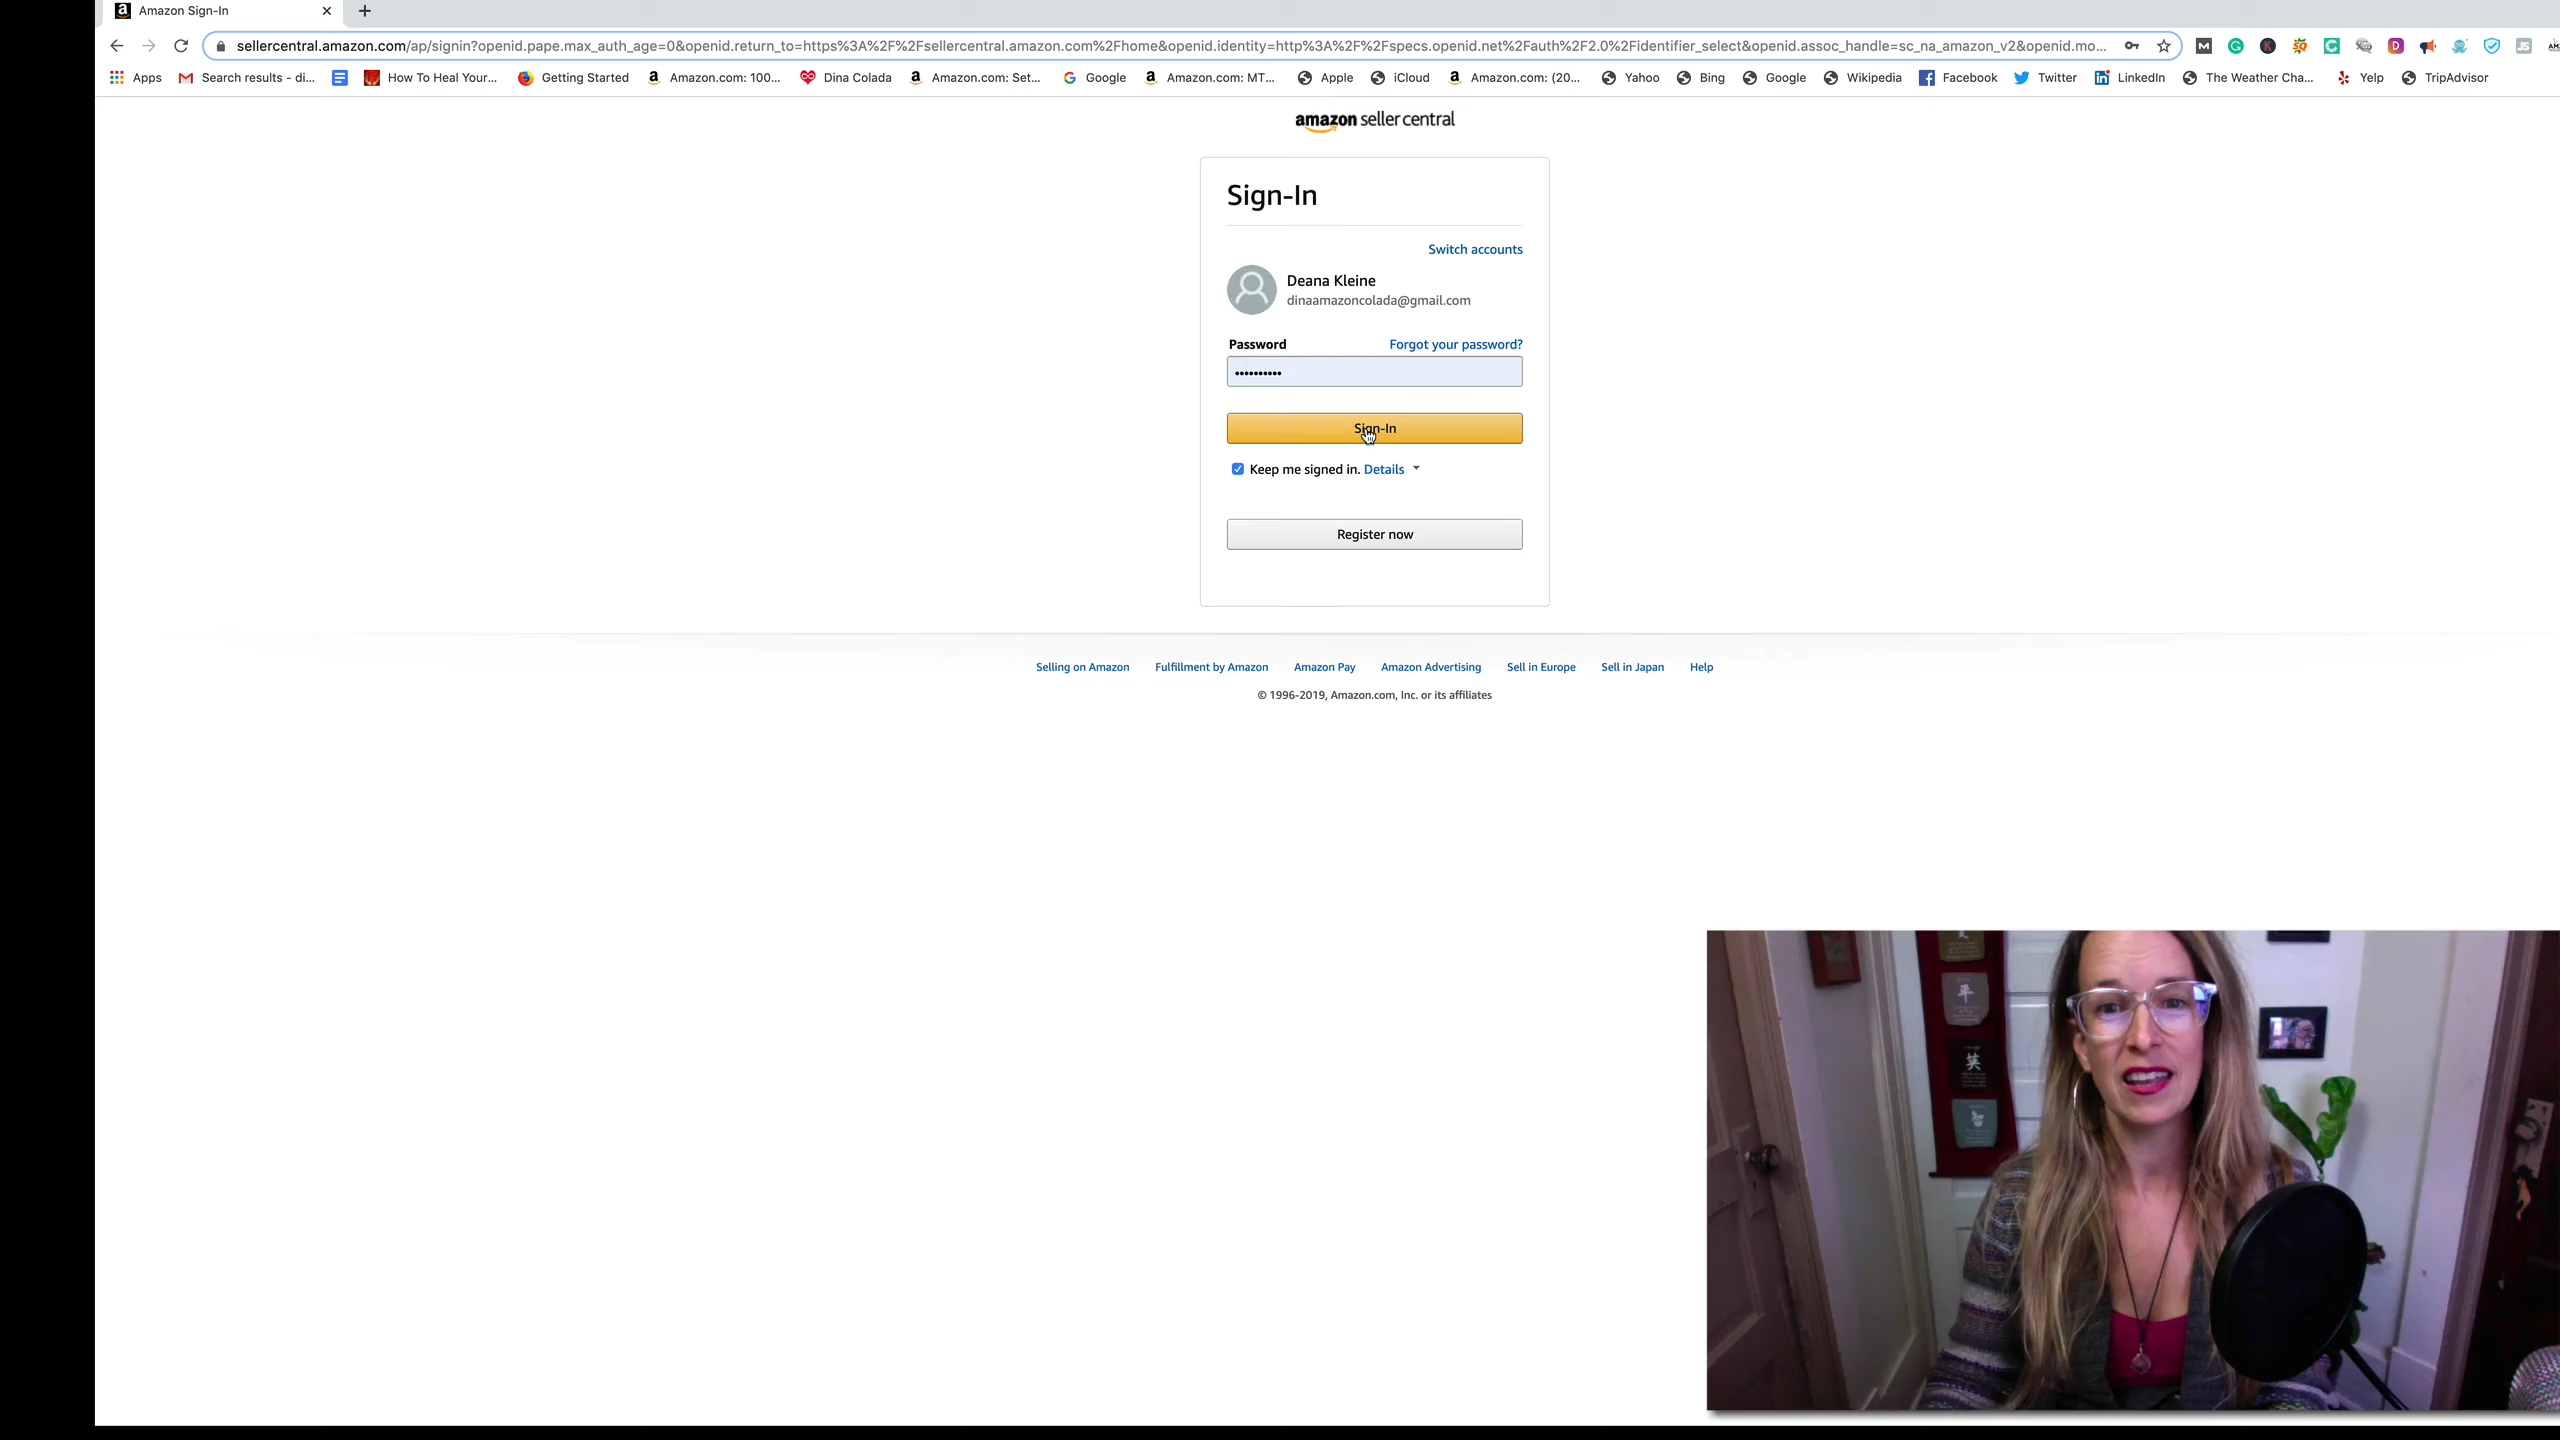 Amazon Sign-In
sellercentral.amazon.com/ap/signin?openid.pape.max_auth_age=0&openid.return_to=https%3A%2F%2Fsellercentral.amazon.com%2Fhome&openid.identity=http%3A%2F%2Fspecs.openid.net%2Fauth%2F2.0%2Fidentifier_select&openid.assoc_handle=sc_na_amazon_v2&openid.mo...
Apps Search results - di... How To Heal Your... Getting Started Amazon.com: 100... Dina Colada Amazon.com: Set... Google Amazon.com: MT... Apple iCloud Amazon.com: (20... Yahoo Bing Google Wikipedia Facebook Twitter LinkedIn The Weather Cha... Yelp TripAdvisor
amazon seller central
Sign-In
Switch accounts
Deana Kleine
dinaamazoncolada@gmail.com
Password Forgot your password?
Sign-In
Keep me signed in. Details
Register now
Selling on Amazon Fulfillment by Amazon Amazon Pay Amazon Advertising Sell in Europe Sell in Japan Help
© 1996-2019, Amazon.com, Inc. or its affiliates
平
英